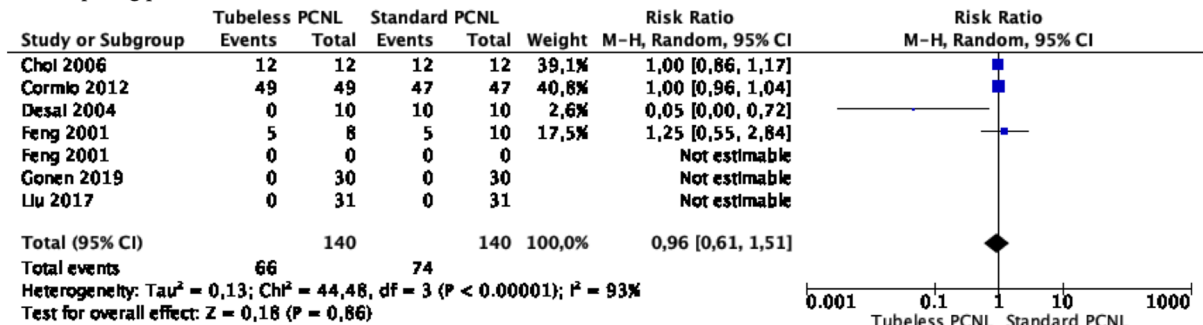 Tubeless PCNL Standard PCNL Risk Ratio Risk Ratio
Study or Subgroup Events Total Events Total Weight M-H, Random, 95% CI M-H, Random, 95% CI
Choi 2006 12 12 12 12 39,1% 1,00 [0,86, 1,17]
Cormio 2012 49 49 47 47 40,8% 1,00 [0,96, 1,04]
Desai 2004 0 10 10 10 2,6% 0,05 [0,00, 0,72]
Feng 2001 5 8 5 10 17,5% 1,25 [0,55, 2,84]
Feng 2001 0 0 0 0 Not estimable
Gonen 2019 0 30 0 30 Not estimable
Liu 2017 0 31 0 31 Not estimable
Total (95% CI) 140 140 100,0% 0,96 [0,61, 1,51]
Total events 66 74
Heterogeneity: Tau² = 0,13; Chi² = 44,48, df = 3 (P < 0.00001); I² = 93%
Test for overall effect: Z = 0,18 (P = 0,86)
0.001 0.1 1 10 1000
Tubeless PCNL Standard PCNL